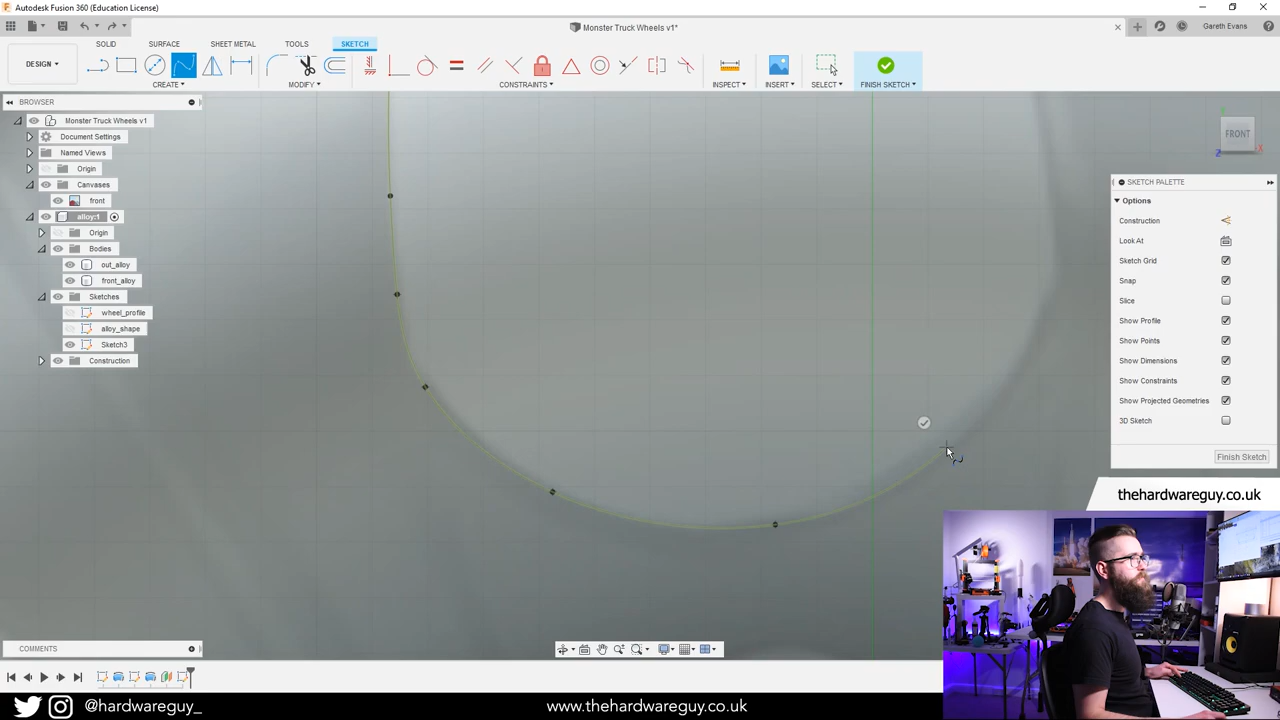 Autodesk Fusion 360 (Education License)
Monster Truck Wheels v1*
Gareth Evans
DESIGN
SOLID
SURFACE
SHEET METAL
TOOLS
SKETCH
CREATE
MODIFY
CONSTRAINTS
INSPECT
INSERT
SELECT
FINISH SKETCH
BROWSER
Monster Truck Wheels v1
Document Settings
Named Views
Origin
Canvases
front
alloy:1
Origin
Bodies
out_alloy
front_alloy
Sketches
wheel_profile
alloy_shape
Sketch3
Construction
FRONT
Y
X
Z
SKETCH PALETTE
Options
Construction
Look At
Sketch Grid
Snap
Slice
Show Profile
Show Points
Show Dimensions
Show Constraints
Show Projected Geometries
3D Sketch
Finish Sketch
thehardwareguy.co.uk
COMMENTS
@hardwareguy_
www.thehardwareguy.co.uk